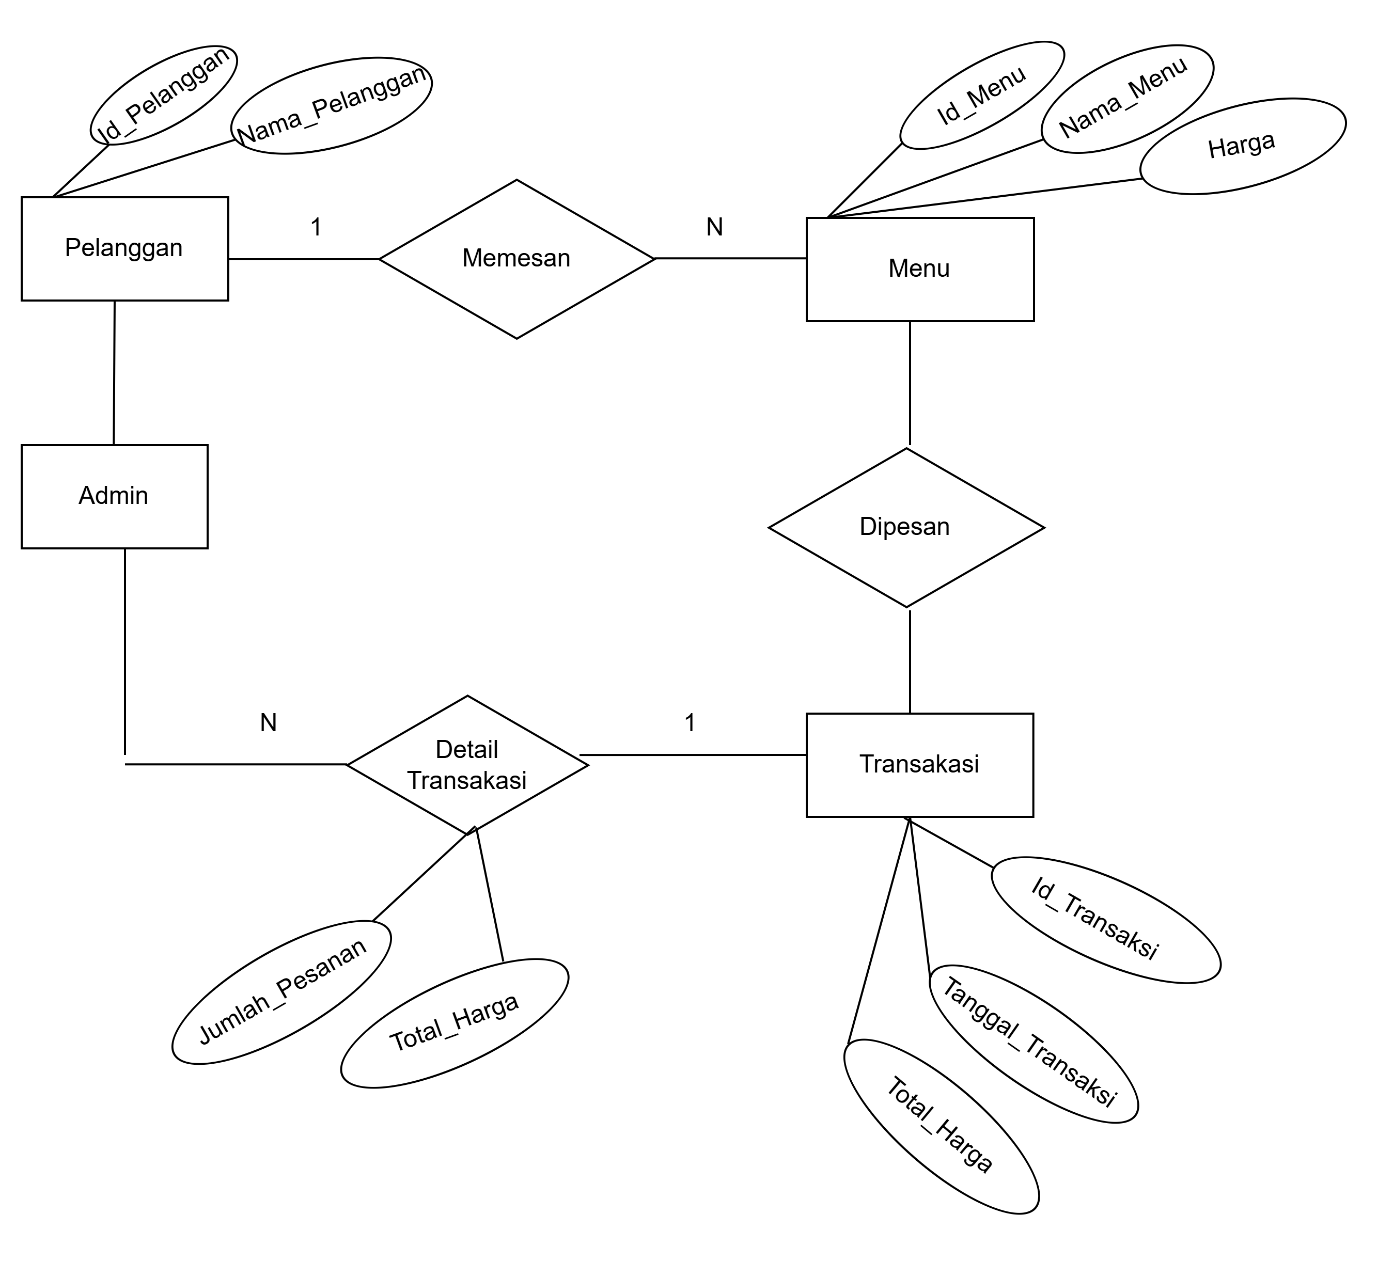 Id_Pelanggan
Nama_Pelanggan
Id_Menu
Nama_Menu
Harga
Pelanggan
1
Memesan
N
Menu
Admin
Dipesan
N
Detail
Transakasi
1
Transakasi
Jumlah_Pesanan
Total_Harga
Id_Transaksi
Tanggal_Transaksi
Total_Harga